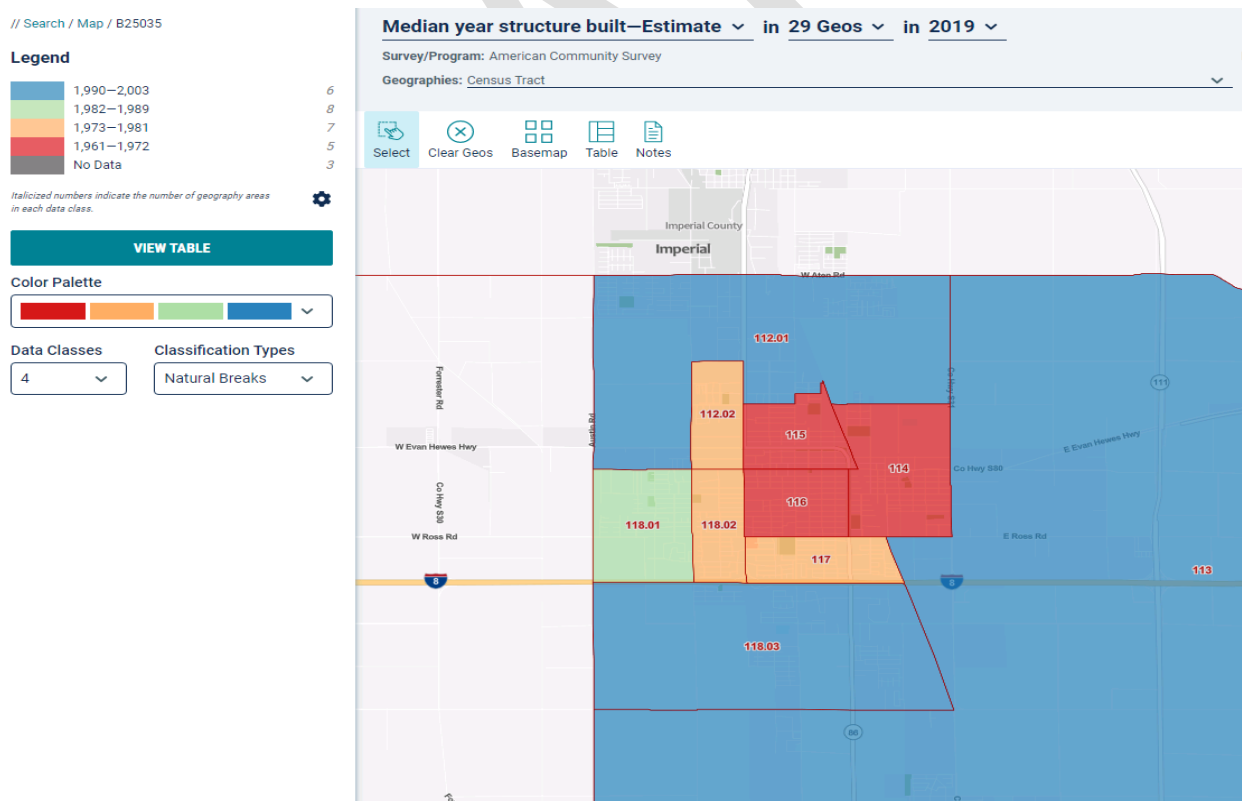 // Search / Map / B25035
Legend
1,990—2,003 6
1,982—1,989 8
1,973—1,981 7
1,961—1,972 5
No Data 3
Italicized numbers indicate the number of geography areas
in each data class.
VIEW TABLE
Color Palette
Data Classes
4
Classification Types
Natural Breaks
Median year structure built—Estimate in 29 Geos in 2019
Survey/Program: American Community Survey
Geographies: Census Tract
Select
Clear Geos
Basemap
Table
Notes
Imperial County
Imperial
W Aten Rd
112.01
Forrester Rd
Co Hwy S31
111
Austin Rd
112.02
115
W Evan Hewes Hwy
E Evan Hewes Hwy
114
Co Hwy S80
Co Hwy S30
118.01
118.02
116
W Ross Rd
E Ross Rd
117
113
8
8
118.03
86